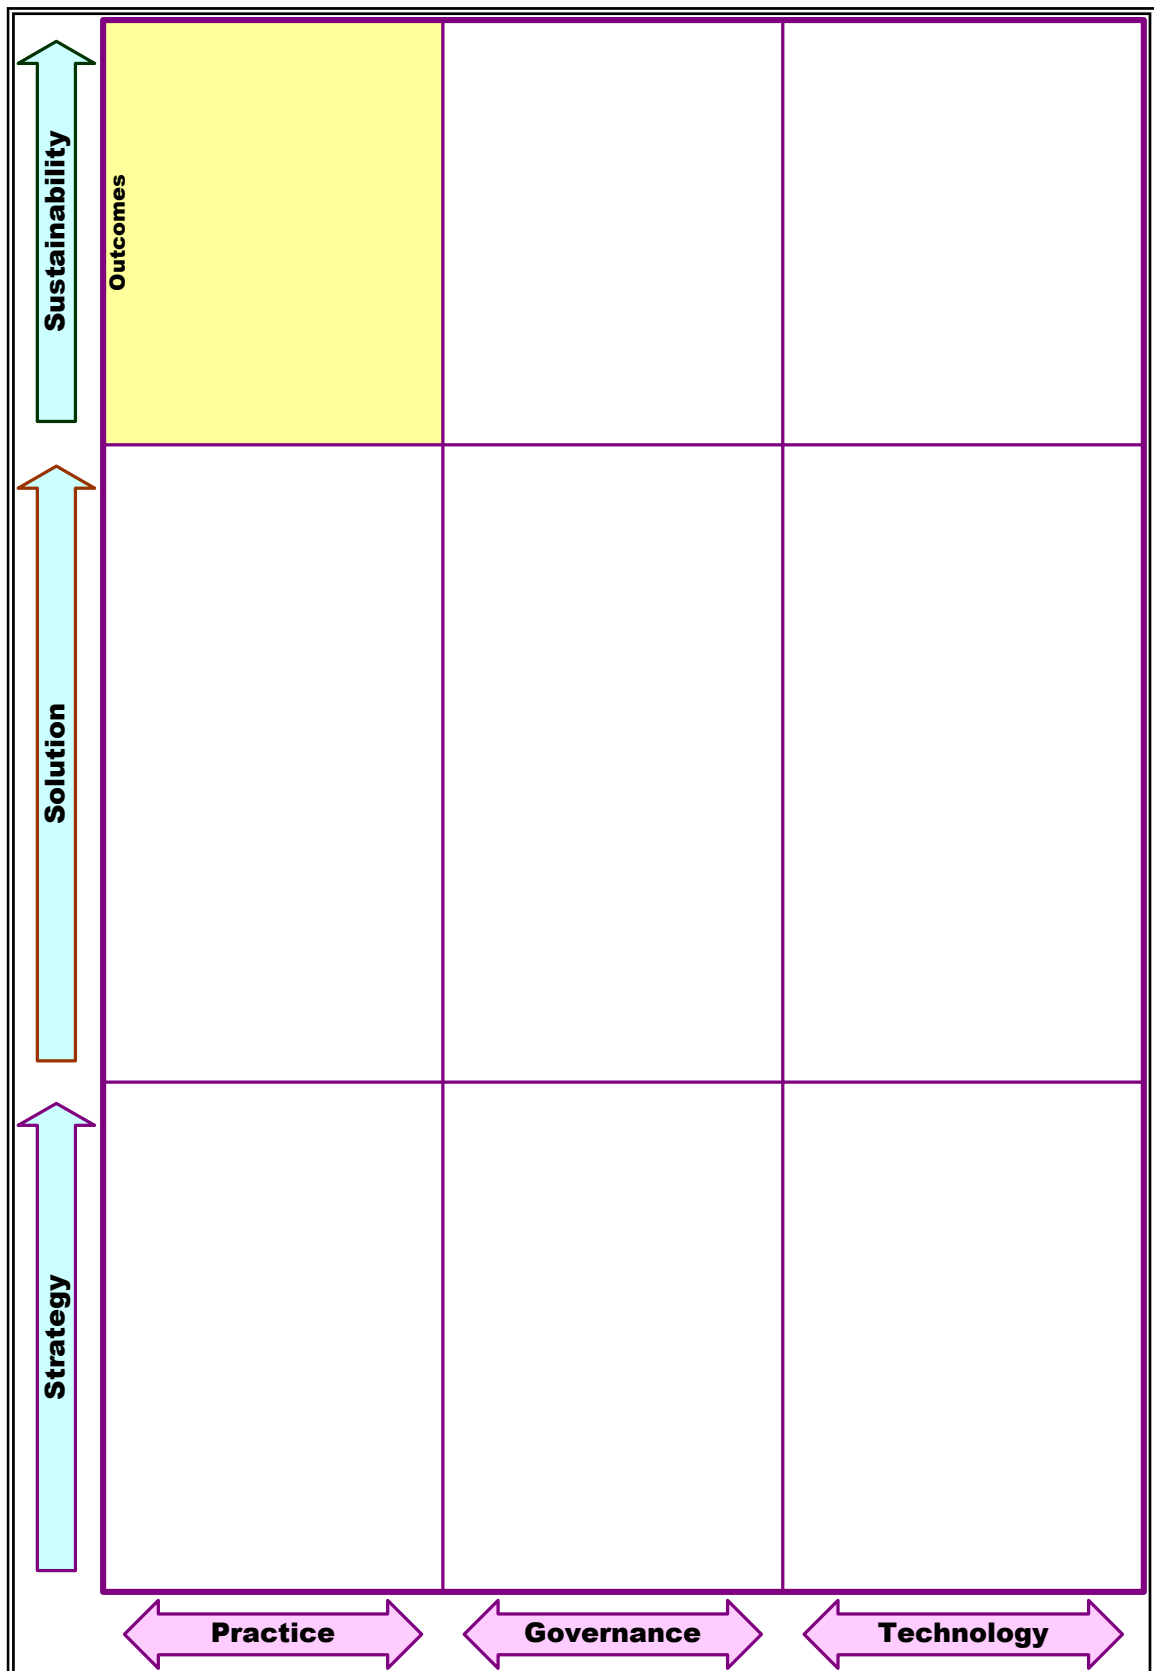 Sustainability
Outcomes
Solution
Strategy
Practice
Governance
Technology